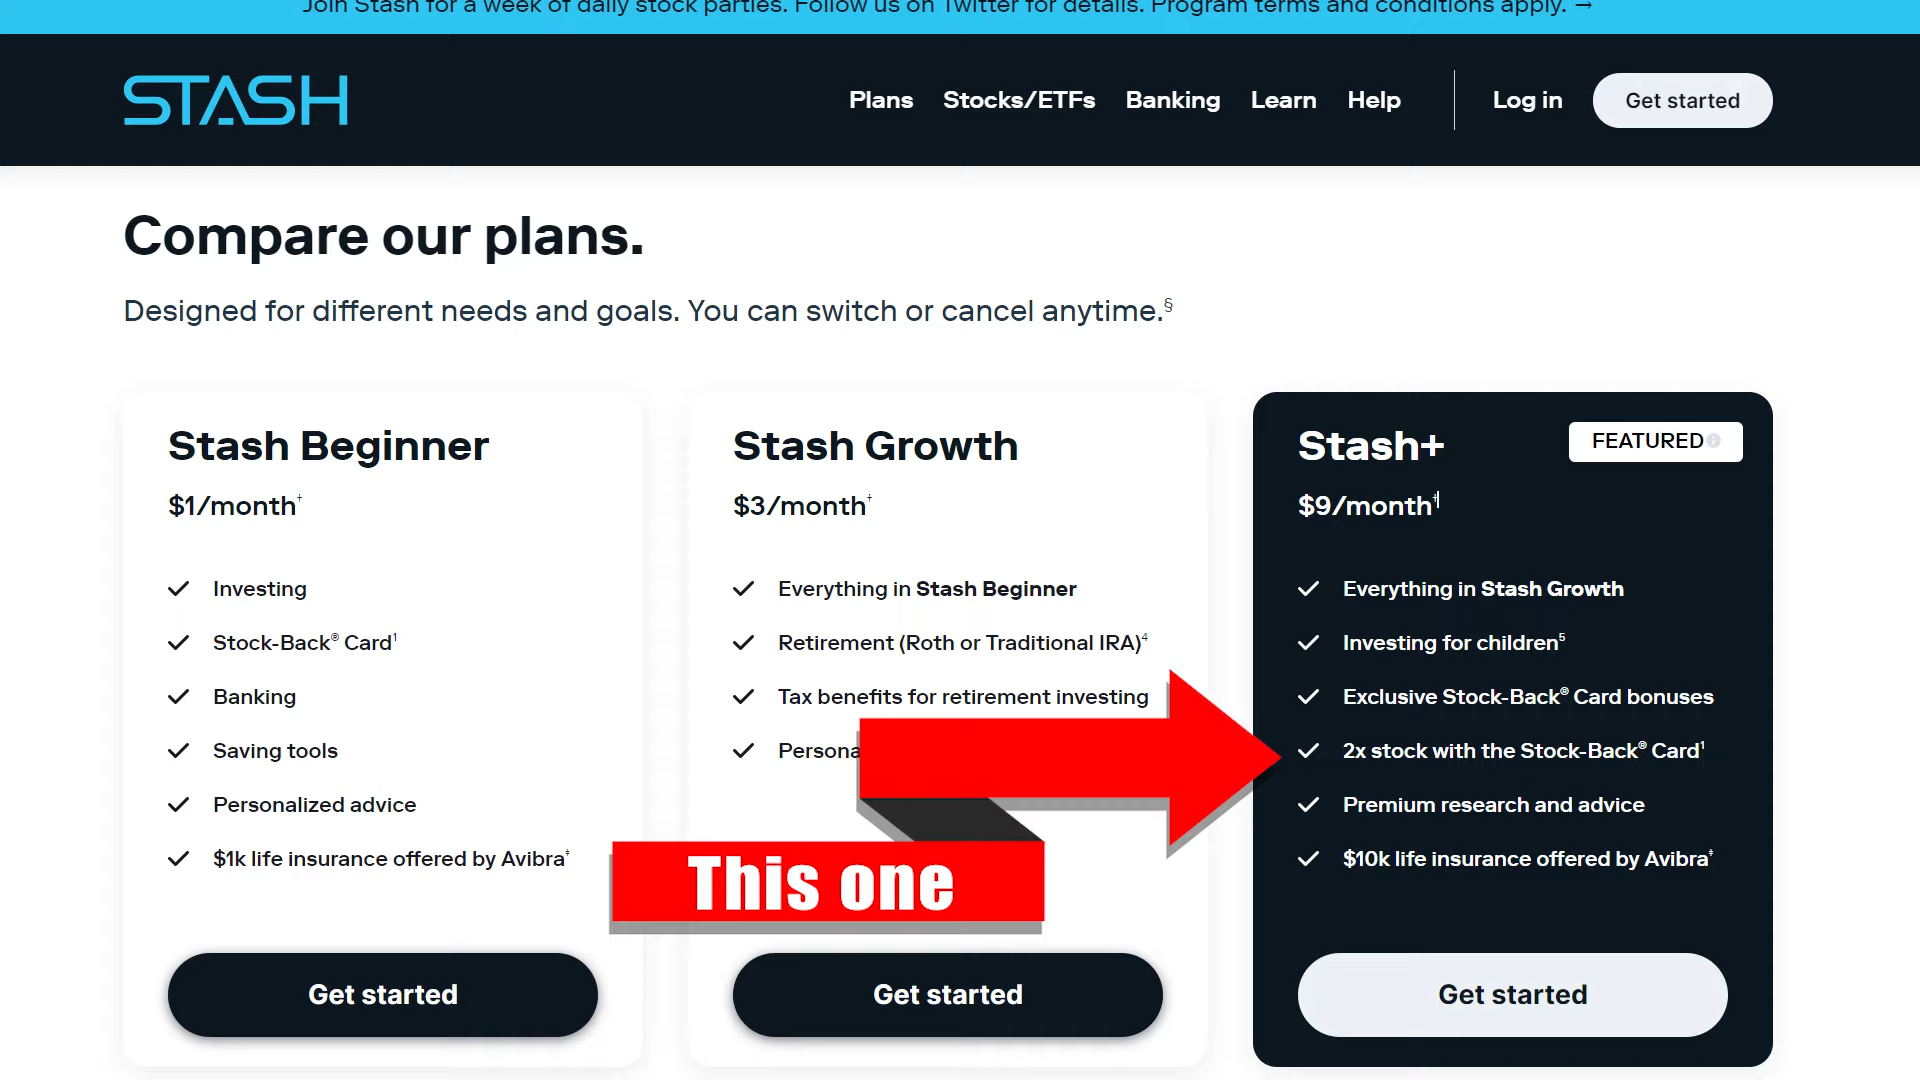 Join Stash for a week of daily stock parties. Follow us on Twitter for details. Program terms and conditions apply. →
STASH
Plans Stocks/ETFs Banking Learn Help Log in Get started
Compare our plans.
Designed for different needs and goals. You can switch or cancel anytime.§
Stash Beginner
$1/month†
Investing
Stock-Back® Card¹
Banking
Saving tools
Personalized advice
$1k life insurance offered by Avibra‡
Get started
Stash Growth
$3/month†
Everything in Stash Beginner
Retirement (Roth or Traditional IRA)⁴
Tax benefits for retirement investing
Persona
Get started
Stash+
FEATURED
$9/month†
Everything in Stash Growth
Investing for children⁵
Exclusive Stock-Back® Card bonuses
2x stock with the Stock-Back® Card¹
Premium research and advice
$10k life insurance offered by Avibra‡
Get started
This one